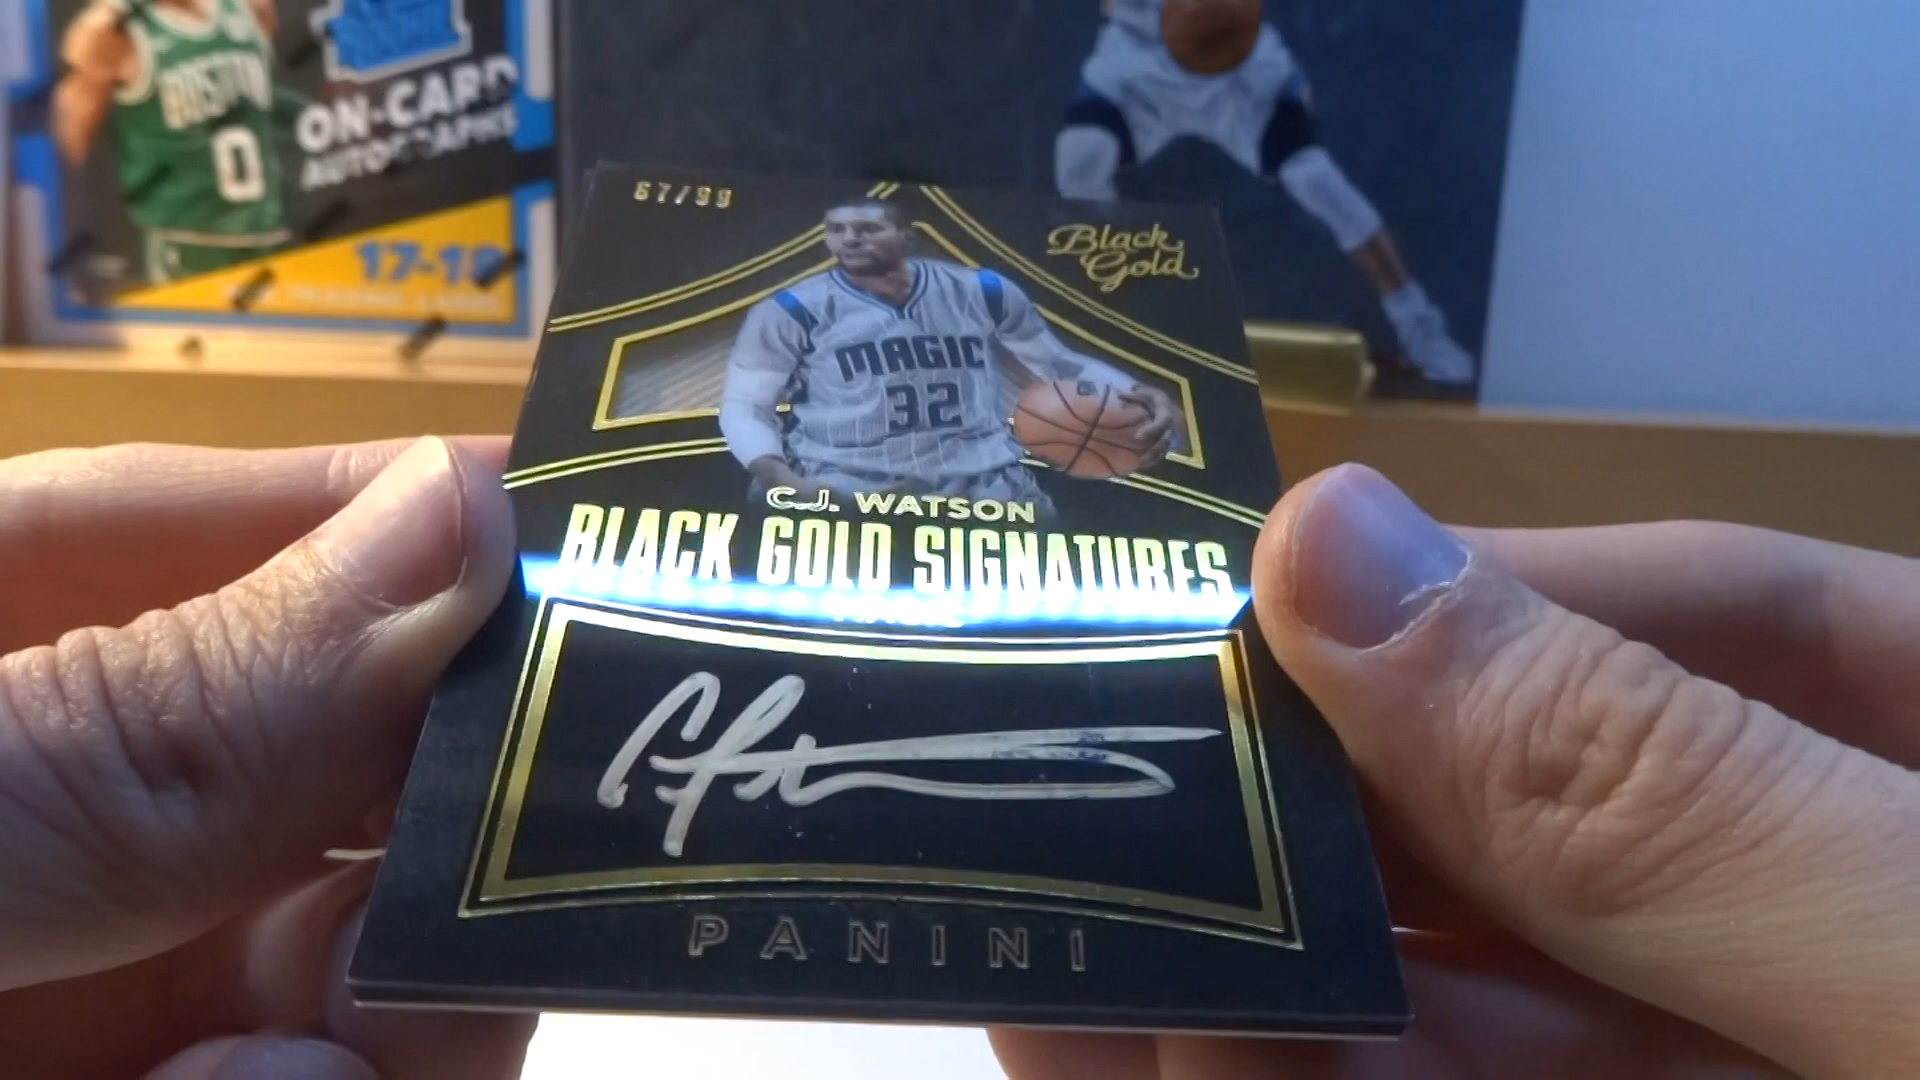 BOSTON
0
ON-CARD
AUTOGRAPHS
17-18
67/99
Black
Gold
MAGIC
32
C.J. WATSON
BLACK GOLD SIGNATURES
PANINI